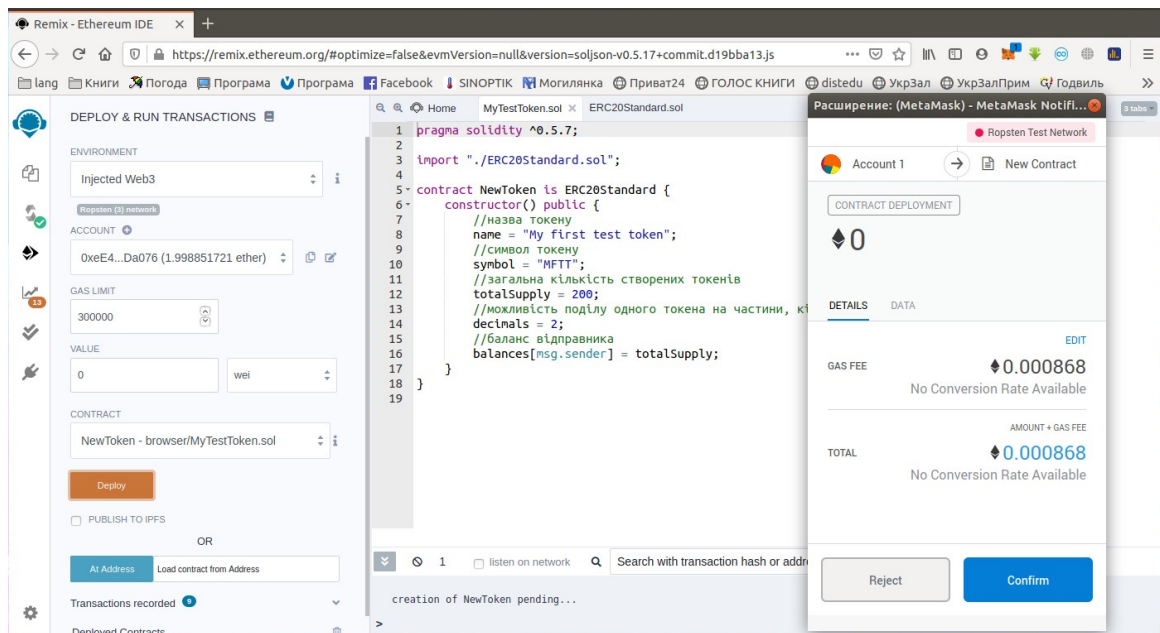 Remix - Ethereum IDE
https://remix.ethereum.org/#optimize=false&evmVersion=null&version=soljson-v0.5.17+commit.d19bba13.js
lang Книги Погода Програма Програма Facebook SINOPTIK Могилянка Приват24 ГОЛОС КНИГИ distedu УкрЗал УкрЗалПрим Годвиль
DEPLOY & RUN TRANSACTIONS
ENVIRONMENT
Injected Web3
i
Ropsten (3) network
ACCOUNT
0xeE4...Da076 (1.998851721 ether)
GAS LIMIT
300000
13
VALUE
0 wei
CONTRACT
NewToken - browser/MyTestToken.sol
i
Deploy
PUBLISH TO IPFS
OR
At Address Load contract from Address
Transactions recorded 9
Deployed Contracts
Home MyTestToken.sol × ERC20Standard.sol
3 tabs
1 pragma solidity ^0.5.7;
2
3 import "./ERC20Standard.sol";
4
5 contract NewToken is ERC20Standard {
6 constructor() public {
7 //назва токену
8 name = "My first test token";
9 //символ токену
10 symbol = "MFTT";
11 //загальна кількість створених токенів
12 totalSupply = 200;
13 //можливість поділу одного токена на частини, кі
14 decimals = 2;
15 //баланс відправника
16 balances[msg.sender] = totalSupply;
17 }
18 }
19
1 listen on network Search with transaction hash or addre
creation of NewToken pending...
>
Расширение: (MetaMask) - MetaMask Notifi...
Ropsten Test Network
Account 1 New Contract
CONTRACT DEPLOYMENT
0
DETAILS DATA
EDIT
GAS FEE 0.000868
No Conversion Rate Available
AMOUNT + GAS FEE
TOTAL 0.000868
No Conversion Rate Available
Reject Confirm